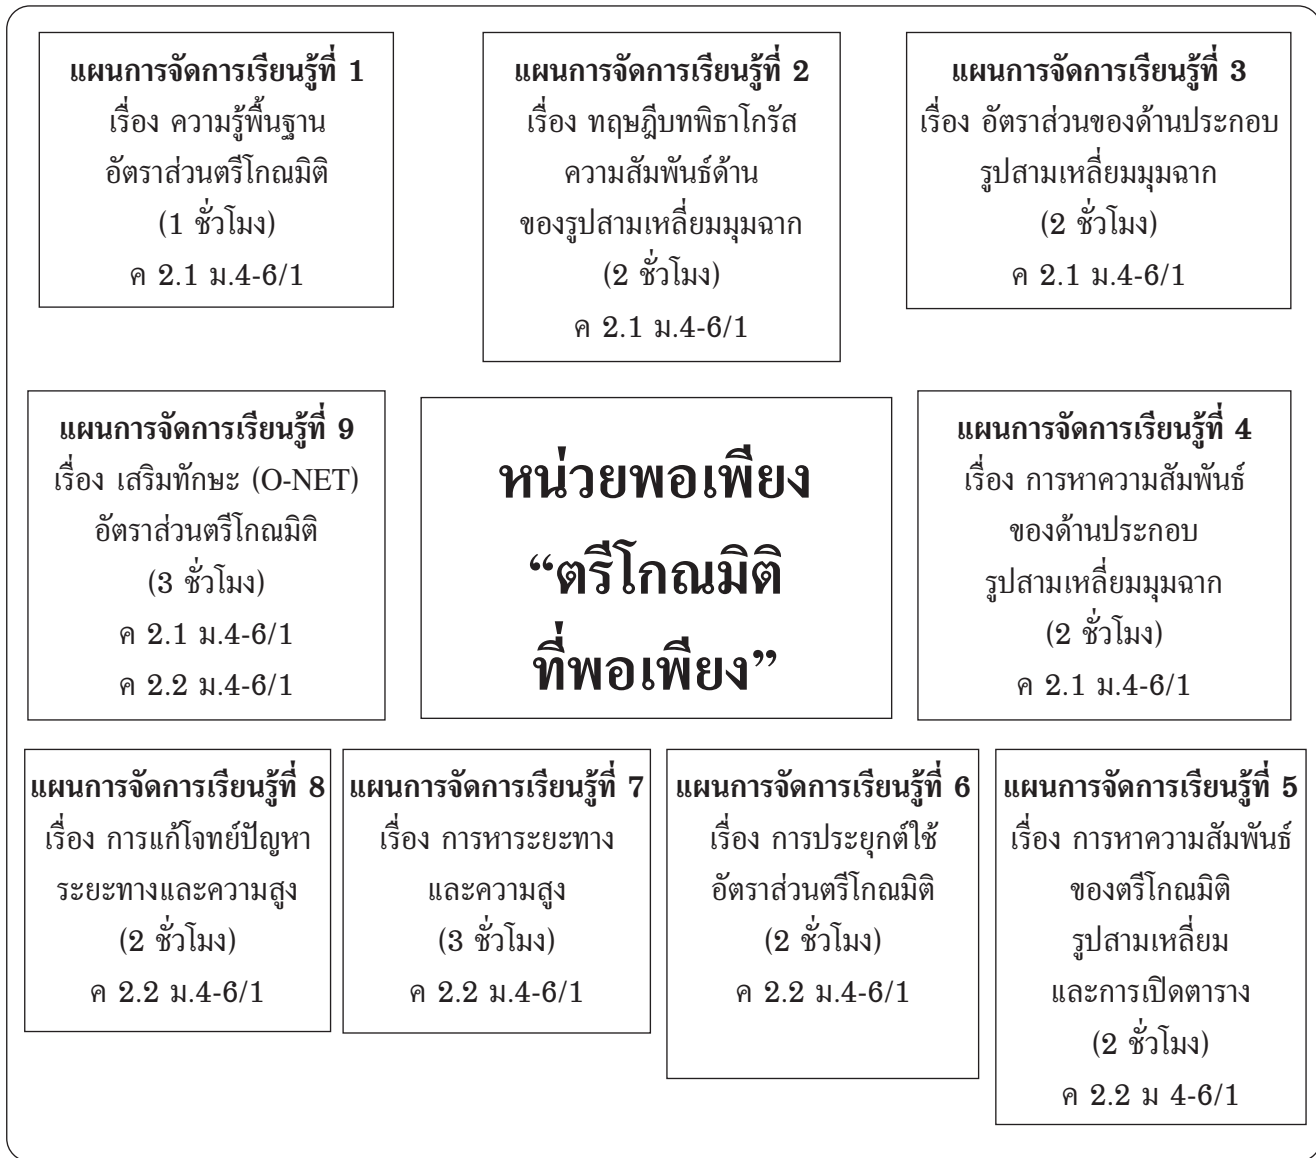 แผนการจัดการเรียนรู้ที่ 1
เรื่อง ความรู้พื้นฐาน
อัตราส่วนตรีโกณมิติ
(1 ชั่วโมง)
ค 2.1 ม.4-6/1
แผนการจัดการเรียนรู้ที่ 2
เรื่อง ทฤษฎีบทพิธาโกรัส
ความสัมพันธ์ด้าน
ของรูปสามเหลี่ยมมุมฉาก
(2 ชั่วโมง)
ค 2.1 ม.4-6/1
แผนการจัดการเรียนรู้ที่ 3
เรื่อง อัตราส่วนของด้านประกอบ
รูปสามเหลี่ยมมุมฉาก
(2 ชั่วโมง)
ค 2.1 ม.4-6/1
แผนการจัดการเรียนรู้ที่ 9
เรื่อง เสริมทักษะ (O-NET)
อัตราส่วนตรีโกณมิติ
(3 ชั่วโมง)
ค 2.1 ม.4-6/1
ค 2.2 ม.4-6/1
หน่วยพอเพียง
“ตรีโกณมิติ
ที่พอเพียง”
แผนการจัดการเรียนรู้ที่ 4
เรื่อง การหาความสัมพันธ์
ของด้านประกอบ
รูปสามเหลี่ยมมุมฉาก
(2 ชั่วโมง)
ค 2.1 ม.4-6/1
แผนการจัดการเรียนรู้ที่ 8
เรื่อง การแก้โจทย์ปัญหา
ระยะทางและความสูง
(2 ชั่วโมง)
ค 2.2 ม.4-6/1
แผนการจัดการเรียนรู้ที่ 7
เรื่อง การหาระยะทาง
และความสูง
(3 ชั่วโมง)
ค 2.2 ม.4-6/1
แผนการจัดการเรียนรู้ที่ 6
เรื่อง การประยุกต์ใช้
อัตราส่วนตรีโกณมิติ
(2 ชั่วโมง)
ค 2.2 ม.4-6/1
แผนการจัดการเรียนรู้ที่ 5
เรื่อง การหาความสัมพันธ์
ของตรีโกณมิติ
รูปสามเหลี่ยม
และการเปิดตาราง
(2 ชั่วโมง)
ค 2.2 ม 4-6/1